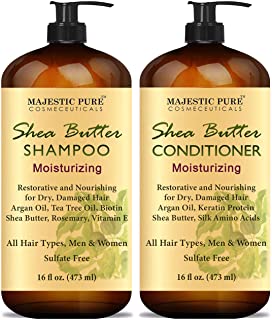 MAJESTIC PURE™
COSMECEUTICALS
Shea Butter
SHAMPOO
Moisturizing
Restorative and Nourishing
for Dry, Damaged Hair
Argan Oil, Tea Tree Oil, Biotin
Shea Butter, Rosemary, Vitamin E
All Hair Types, Men & Women
Sulfate Free
16 fl. oz. (473 ml)
MAJESTIC PURE™
COSMECEUTICALS
Shea Butter
CONDITIONER
Moisturizing
Restorative and Nourishing
for Dry, Damaged Hair
Argan Oil, Keratin Protein
Shea Butter, Silk Amino Acids
All Hair Types, Men & Women
Sulfate Free
16 fl. oz. (473 ml)